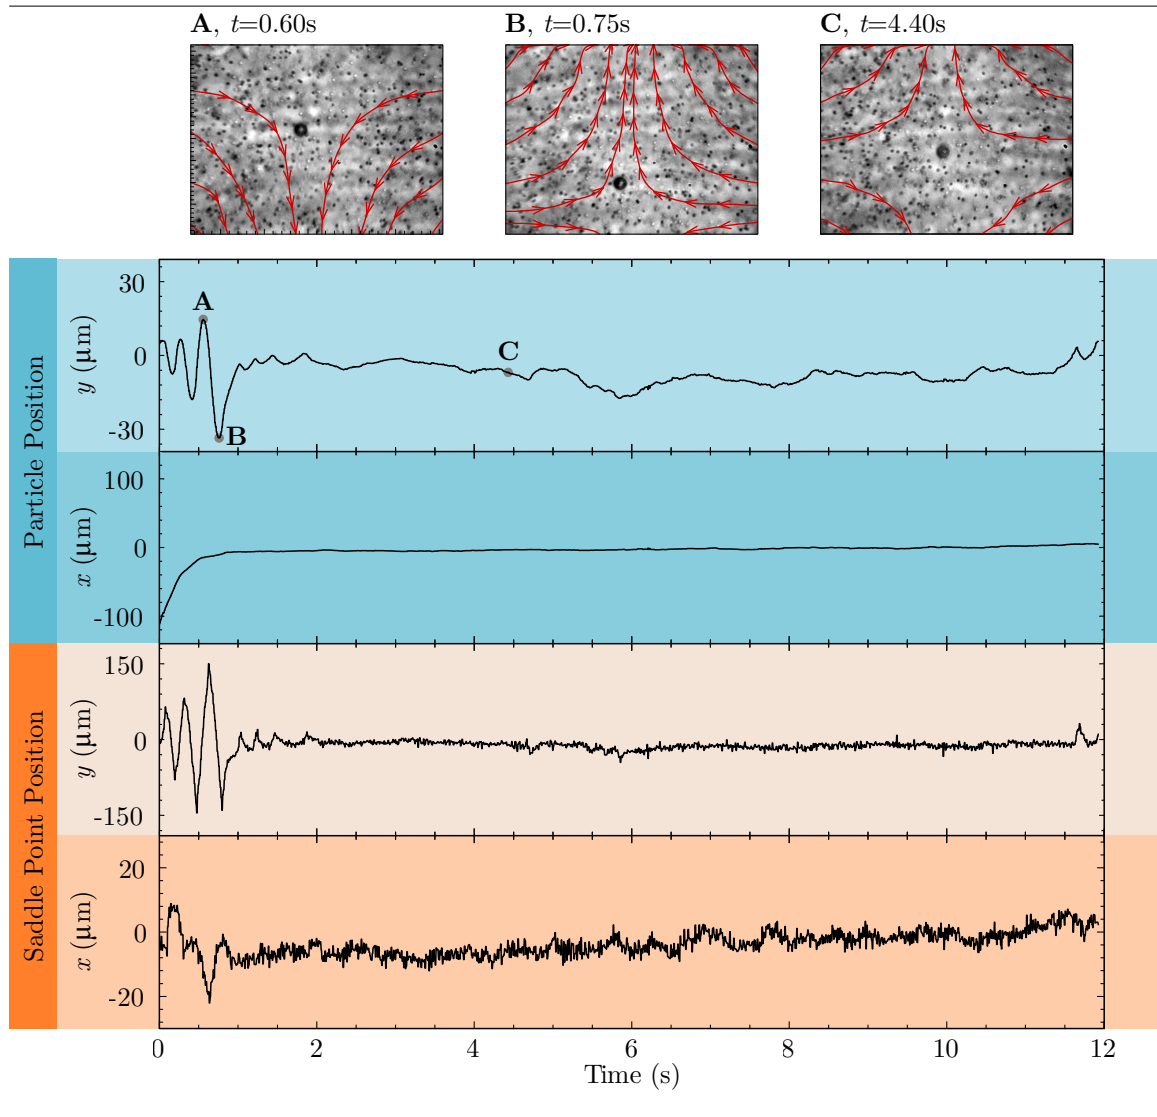 A, t=0.60s
B, t=0.75s
C, t=4.40s
Particle Position
y (μm)
30
0
-30
A
B
C
x (μm)
100
0
-100
Saddle Point Position
y (μm)
150
0
-150
x (μm)
20
0
-20
0 2 4 6 8 10 12
Time (s)